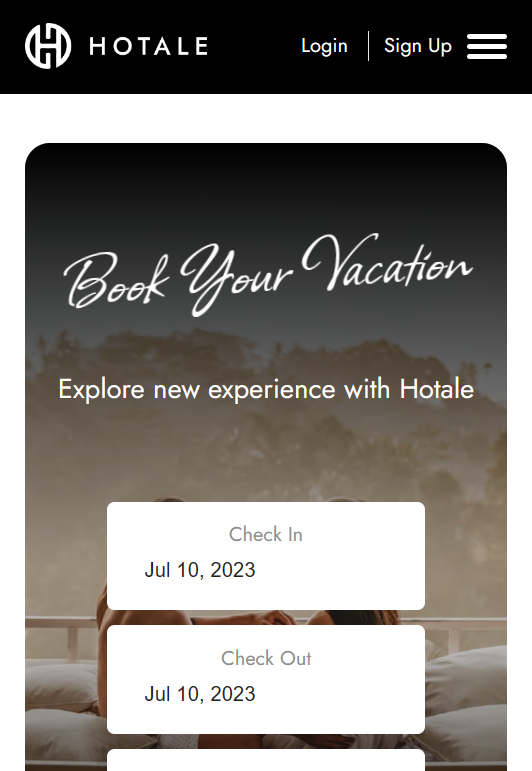 HOTALE
Login
Sign Up
Book Your Vacation
Explore new experience with Hotale
Check In
Jul 10, 2023
Check Out
Jul 10, 2023